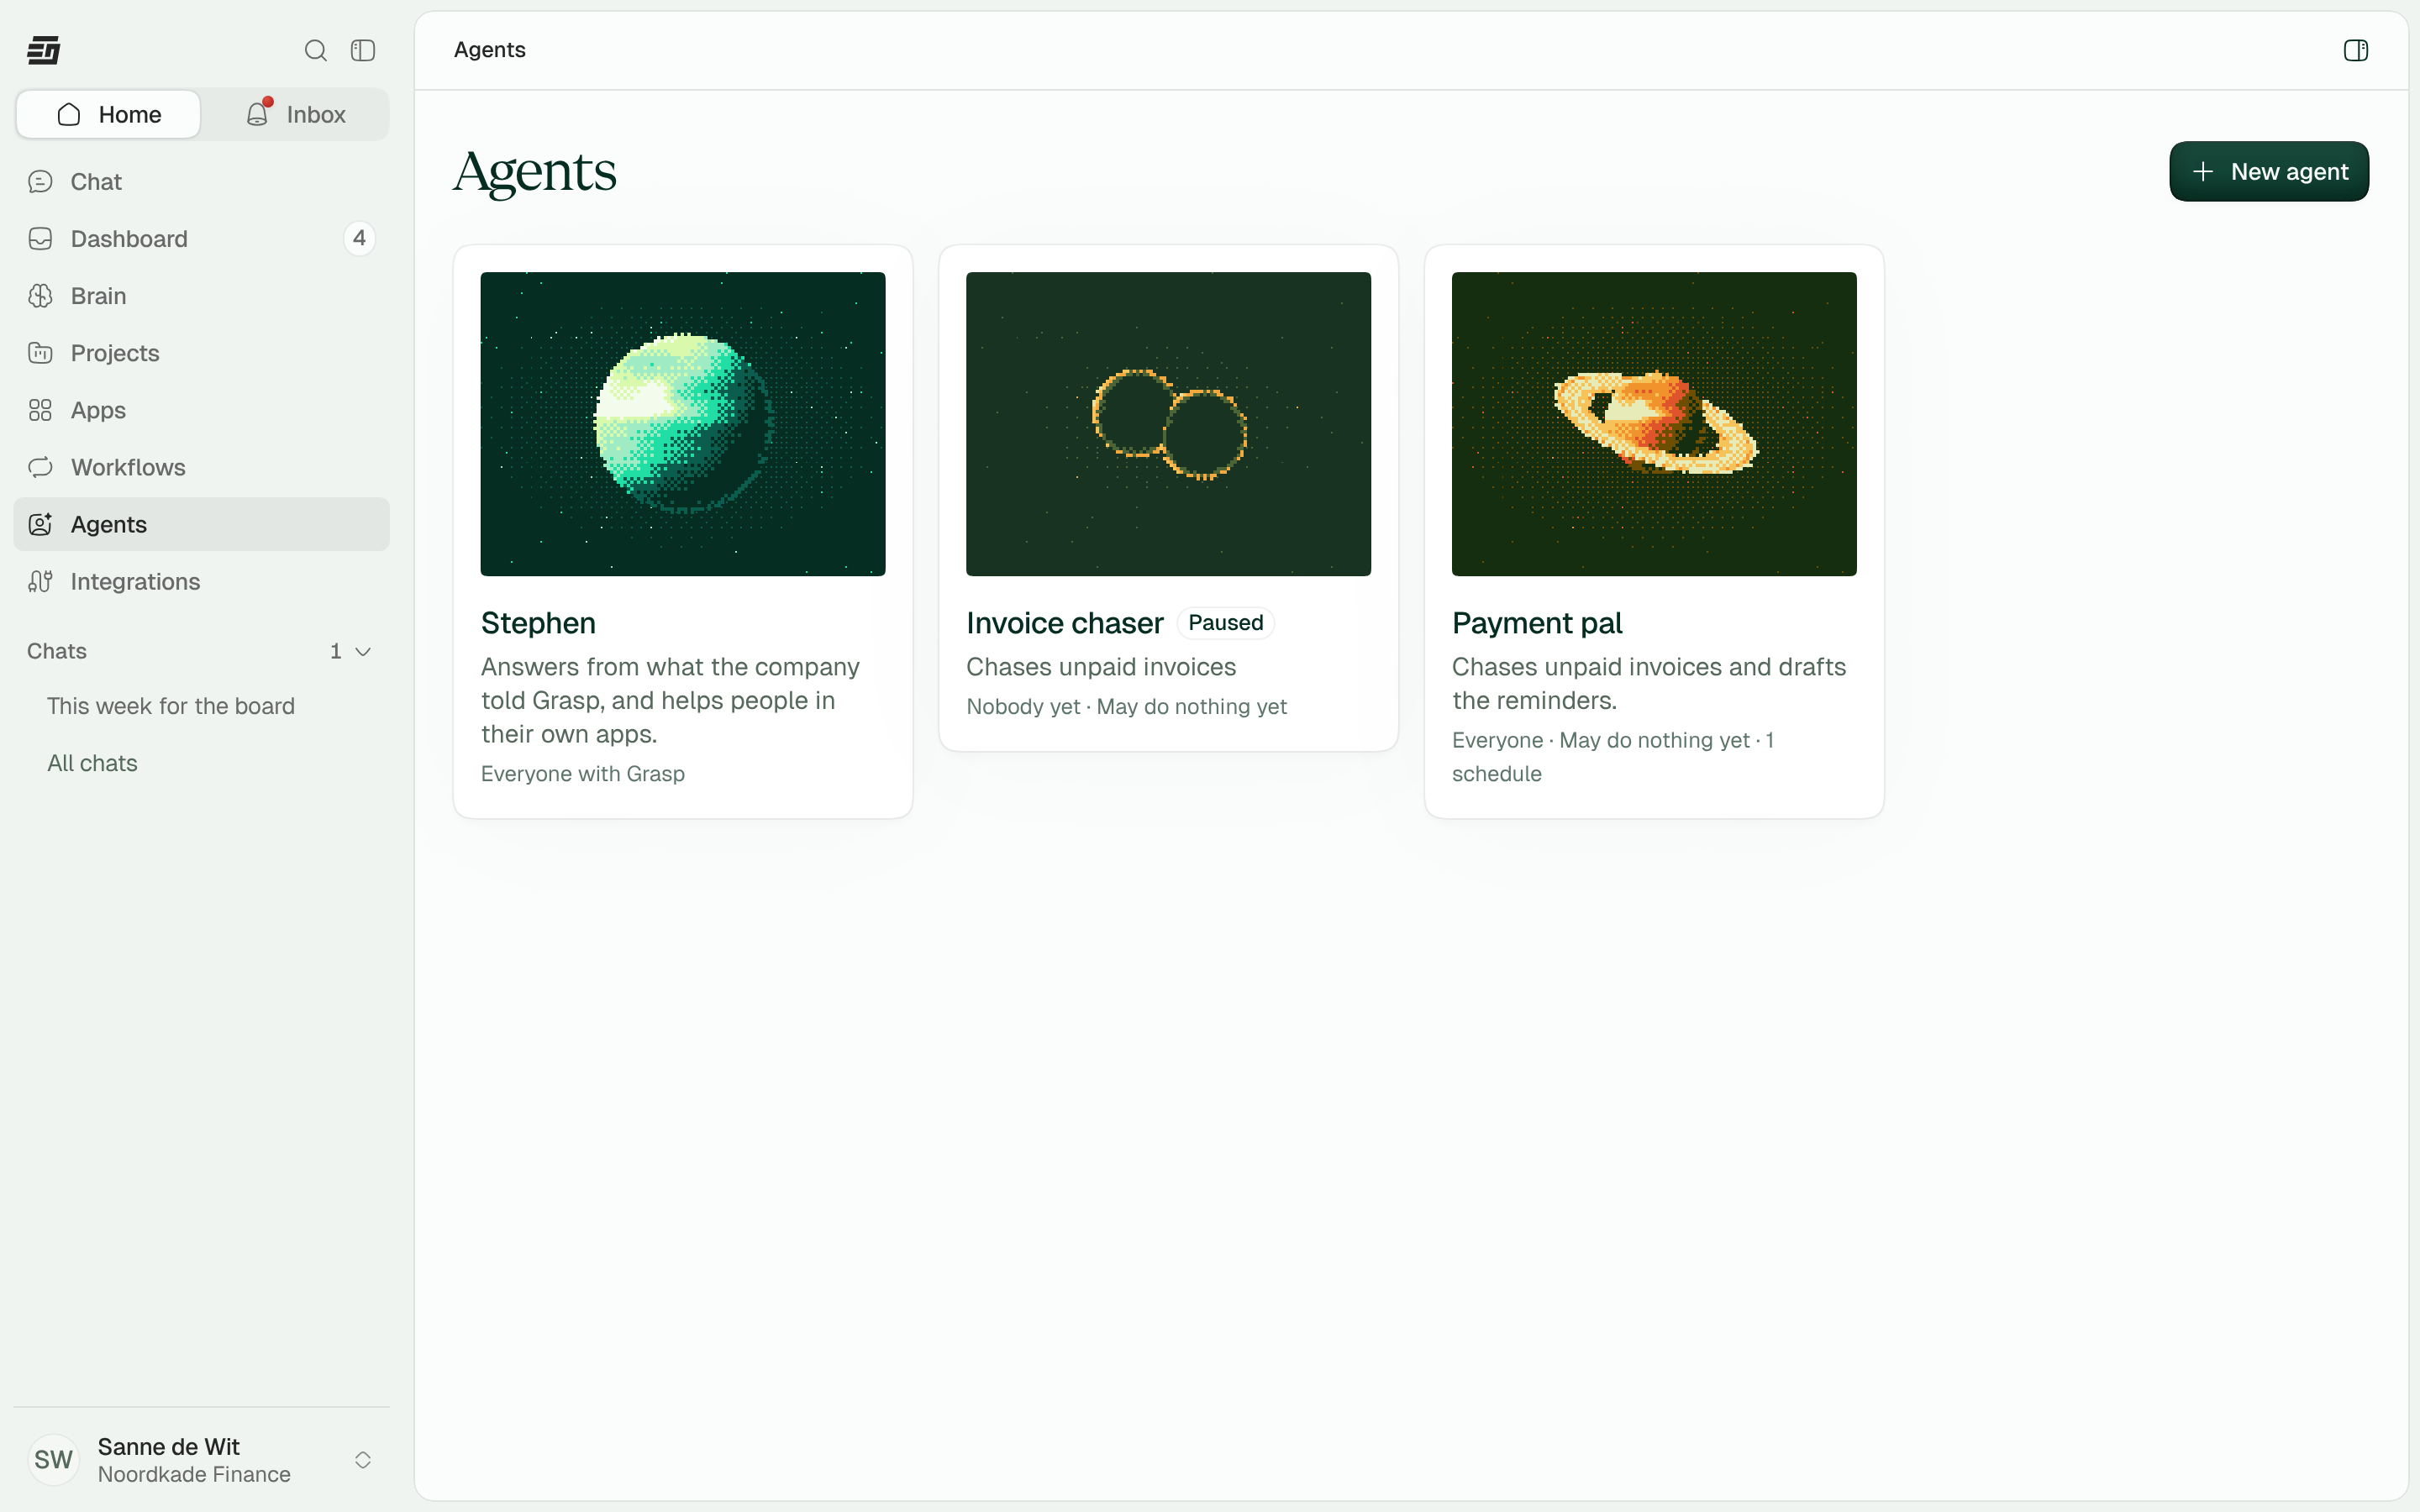 Home
Inbox
Chat
Dashboard
4
Brain
Projects
Apps
Workflows
Agents
Integrations
Chats
1
This week for the board
All chats
SW
Sanne de Wit
Noordkade Finance
Agents
Agents
New agent
Stephen
Answers from what the company
told Grasp, and helps people in
their own apps.
Everyone with Grasp
Invoice chaser
Paused
Chases unpaid invoices
Nobody yet · May do nothing yet
Payment pal
Chases unpaid invoices and drafts
the reminders.
Everyone · May do nothing yet · 1
schedule